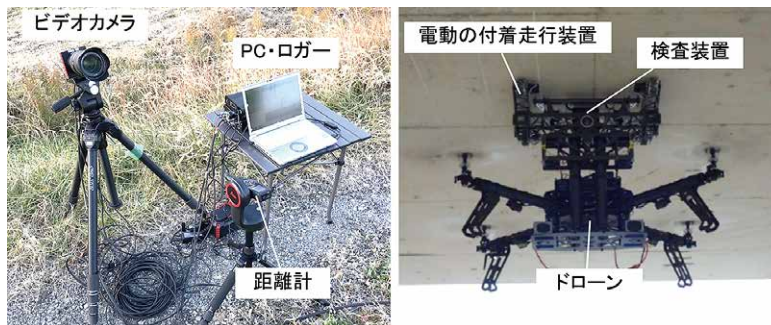 ビデオカメラ
PC・ロガー
距離計
電動の付着走行装置
検査装置
ドローン